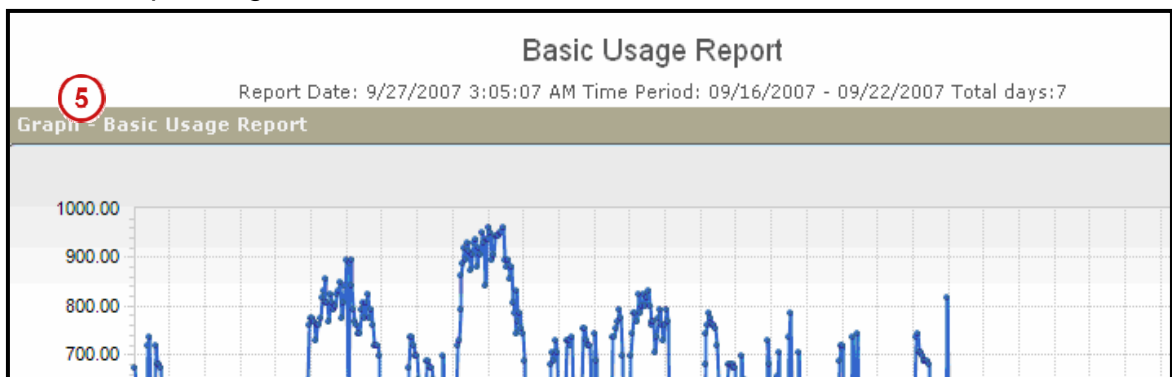 Basic Usage Report
Report Date: 9/27/2007 3:05:07 AM Time Period: 09/16/2007 - 09/22/2007 Total days:7
5
Graph - Basic Usage Report
1000.00
900.00
800.00
700.00